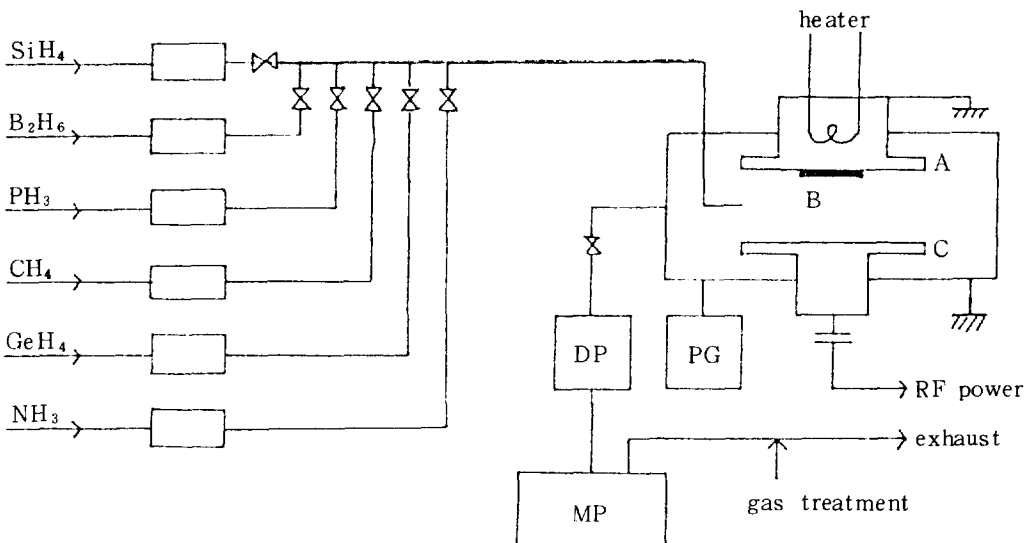 heater
SiH₄
B₂H₆
PH₃
CH₄
GeH₄
NH₃
A
B
C
DP
PG
RF power
exhaust
gas treatment
MP